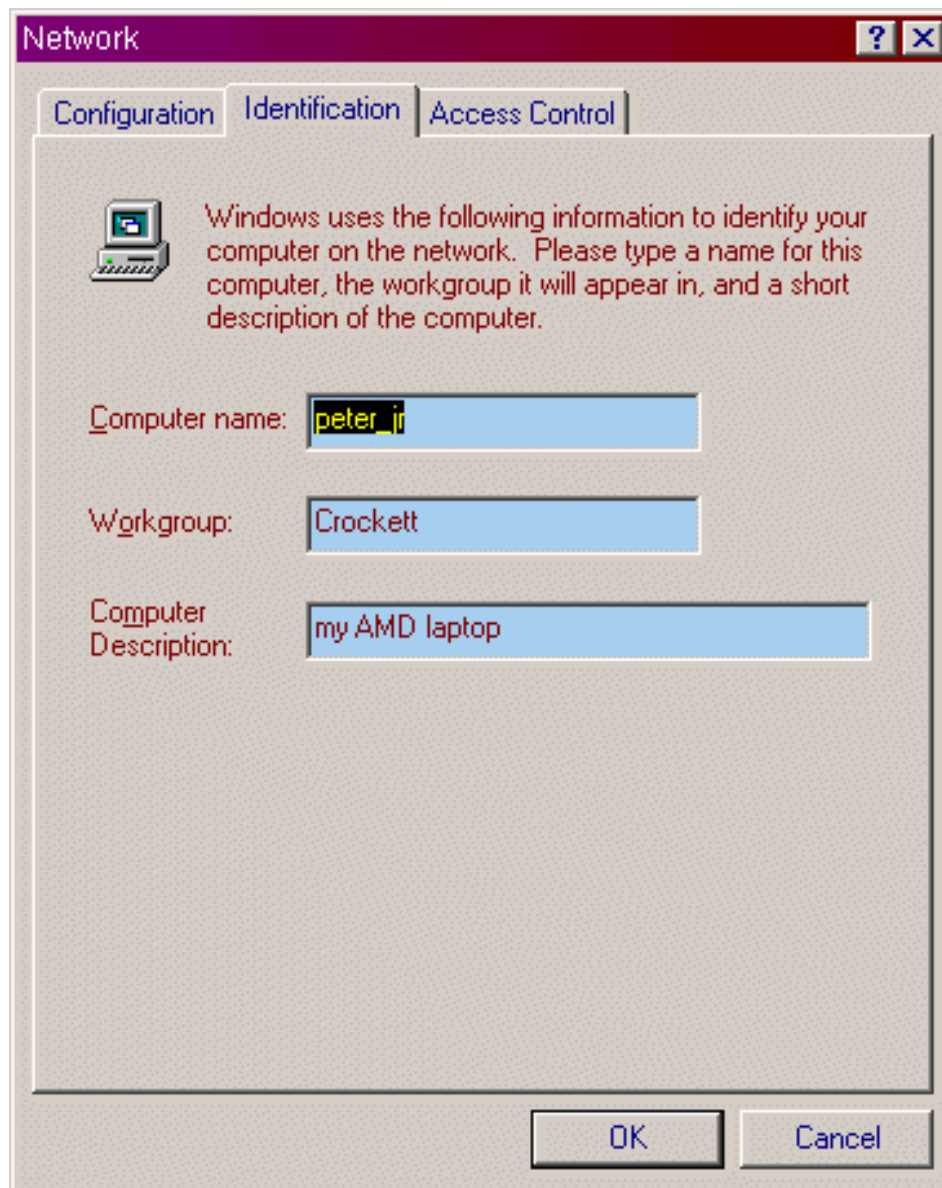 Network
Configuration
Identification
Access Control
Windows uses the following information to identify your
computer on the network.  Please type a name for this
computer, the workgroup it will appear in, and a short
description of the computer.
Computer name:
peter_jr
Workgroup:
Crockett
Computer
Description:
my AMD laptop
OK
Cancel